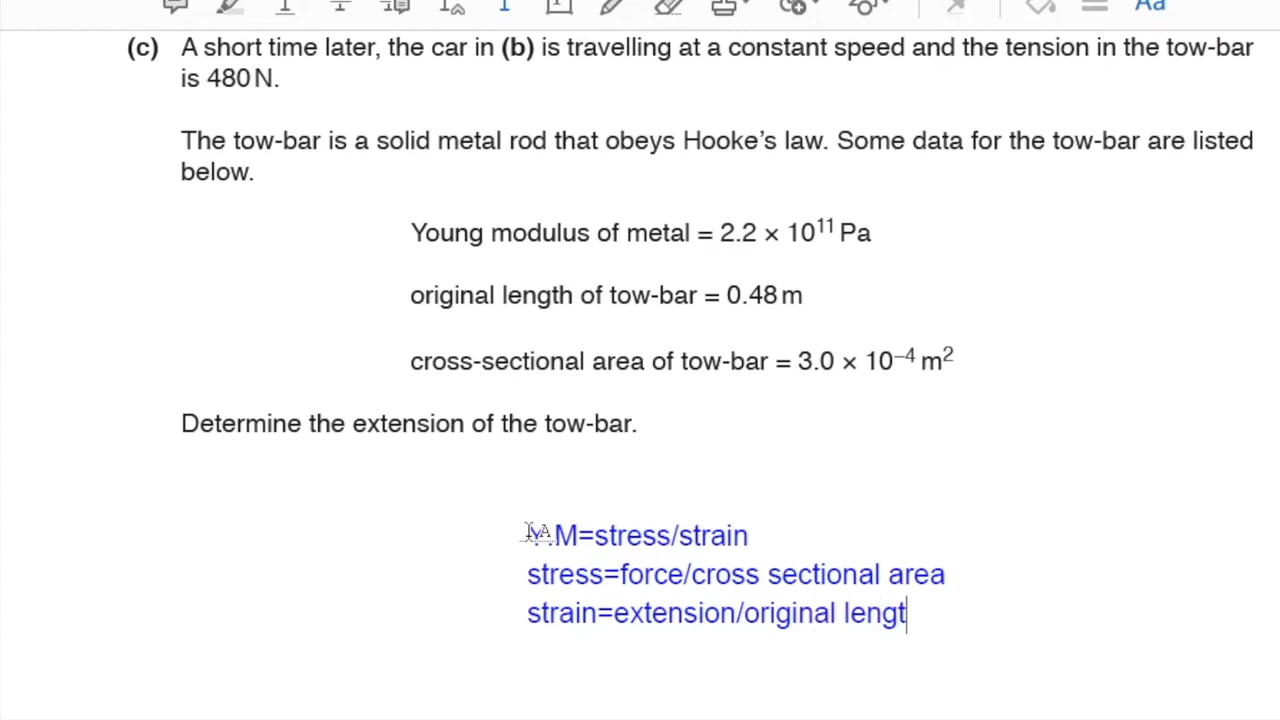 Aa
(c) A short time later, the car in (b) is travelling at a constant speed and the tension in the tow-bar
is 480 N.
The tow-bar is a solid metal rod that obeys Hooke's law. Some data for the tow-bar are listed
below.
Young modulus of metal = 2.2 × 10¹¹ Pa
original length of tow-bar = 0.48 m
cross-sectional area of tow-bar = 3.0 × 10⁻⁴ m²
Determine the extension of the tow-bar.
Y.M=stress/strain
stress=force/cross sectional area
strain=extension/original lengt